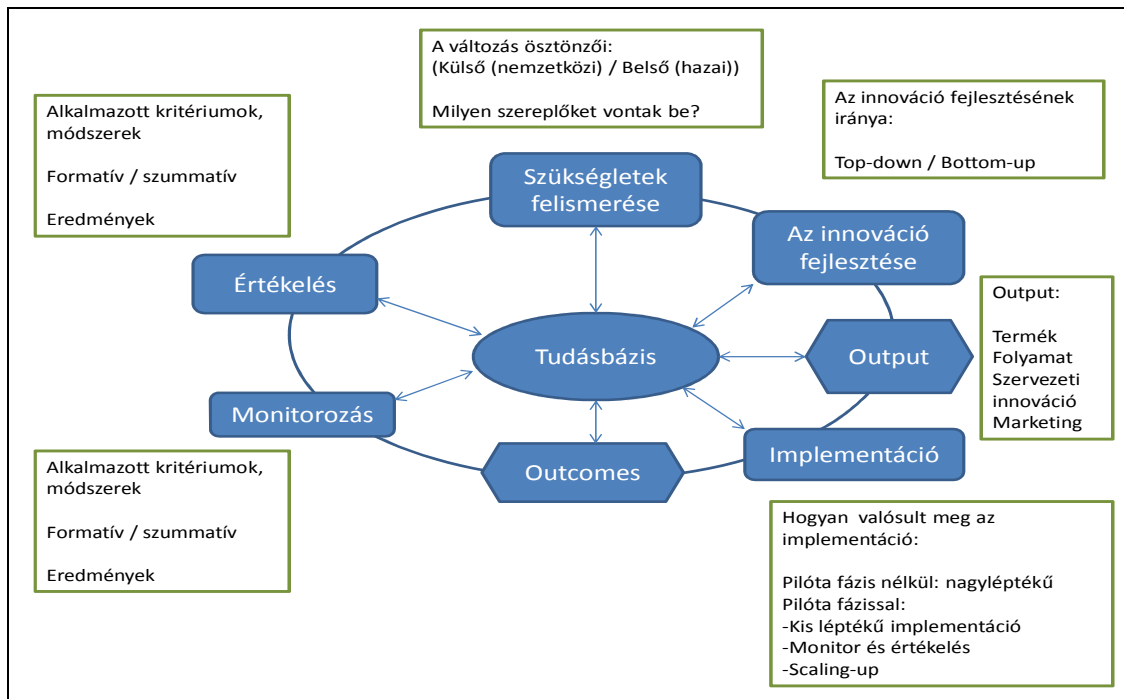 A változás ösztönzői:
(Külső (nemzetközi) / Belső (hazai))
Milyen szereplőket vontak be?
Alkalmazott kritériumok,
módszerek
Formatív / szummatív
Eredmények
Az innováció fejlesztésének
iránya:
Top-down / Bottom-up
Szükségletek
felismerése
Az innováció
fejlesztése
Értékelés
Output:
Termék
Folyamat
Szervezeti
innováció
Marketing
Tudásbázis
Output
Monitorozás
Implementáció
Outcomes
Alkalmazott kritériumok,
módszerek
Formatív / szummatív
Eredmények
Hogyan valósult meg az
implementáció:
Pilóta fázis nélkül: nagyléptékű
Pilóta fázissal:
-Kis léptékű implementáció
-Monitor és értékelés
-Scaling-up